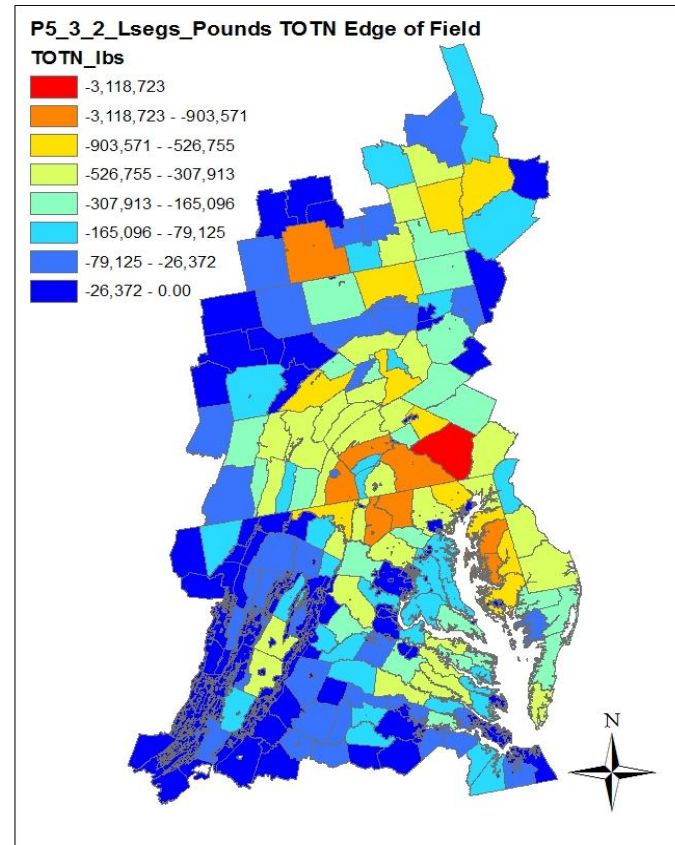 P5_3_2_Lsegs_Pounds TOTN Edge of Field
TOTN_lbs
-3,118,723
-3,118,723 - -903,571
-903,571 - -526,755
-526,755 - -307,913
-307,913 - -165,096
-165,096 - -79,125
-79,125 - -26,372
-26,372 - 0.00
N